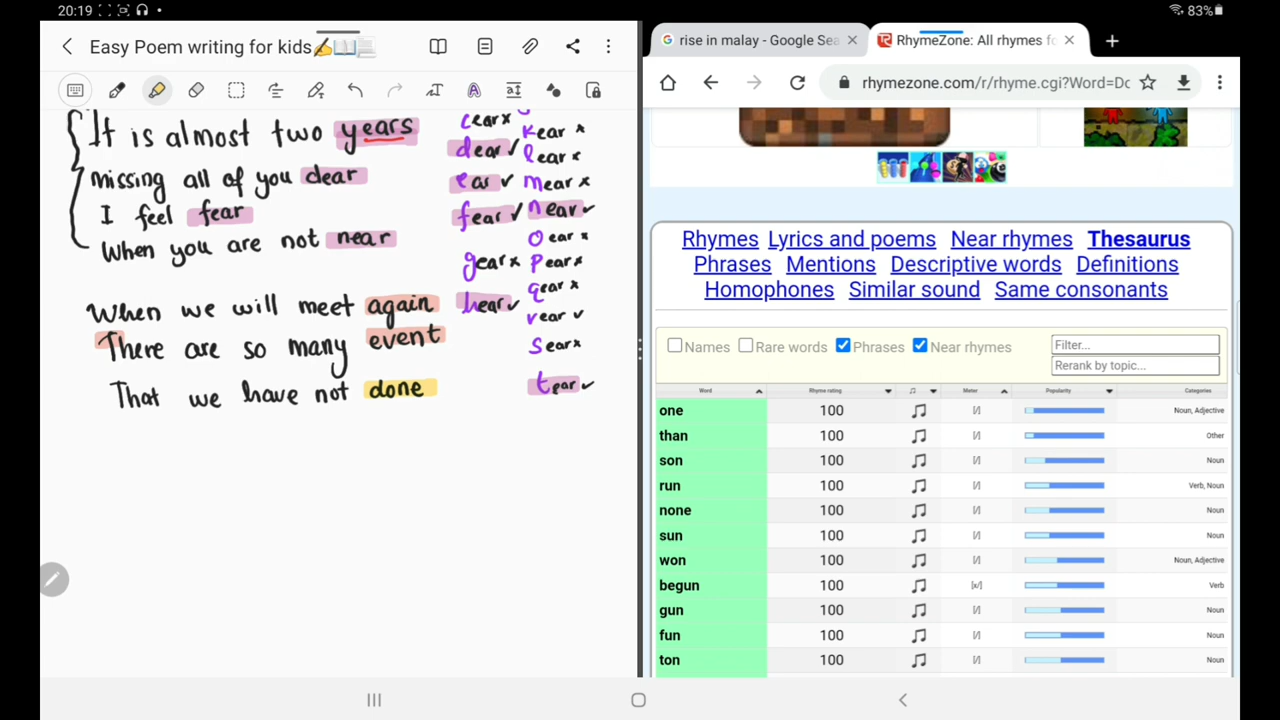 20:19
83%
Easy Poem writing for kids✍📖
It is almost two years
missing all of you dear
I feel fear
When you are not near
When we will meet again
There are so many event
That we have not done
cear x
dear ✓
ear ✓
fear ✓
gear x
hear ✓
kear x
lear x
mear x
near ✓
oear x
pear x
qear x
rear ✓
sear x
tear ✓
rise in malay - Google Sea
RhymeZone: All rhymes fo
rhymezone.com/r/rhyme.cgi?Word=Do
Rhymes Lyrics and poems Near rhymes Thesaurus
Phrases Mentions Descriptive words Definitions
Homophones Similar sound Same consonants
Names Rare words Phrases Near rhymes Filter...
Rerank by topic...
Word Rhyme rating Meter Popularity Categories
one 100 Noun, Adjective
than 100 Other
son 100 Noun
run 100 Verb, Noun
none 100 Noun
sun 100 Noun
won 100 Noun, Adjective
begun 100 [x/] Verb
gun 100 Noun
fun 100 Noun
ton 100 Noun